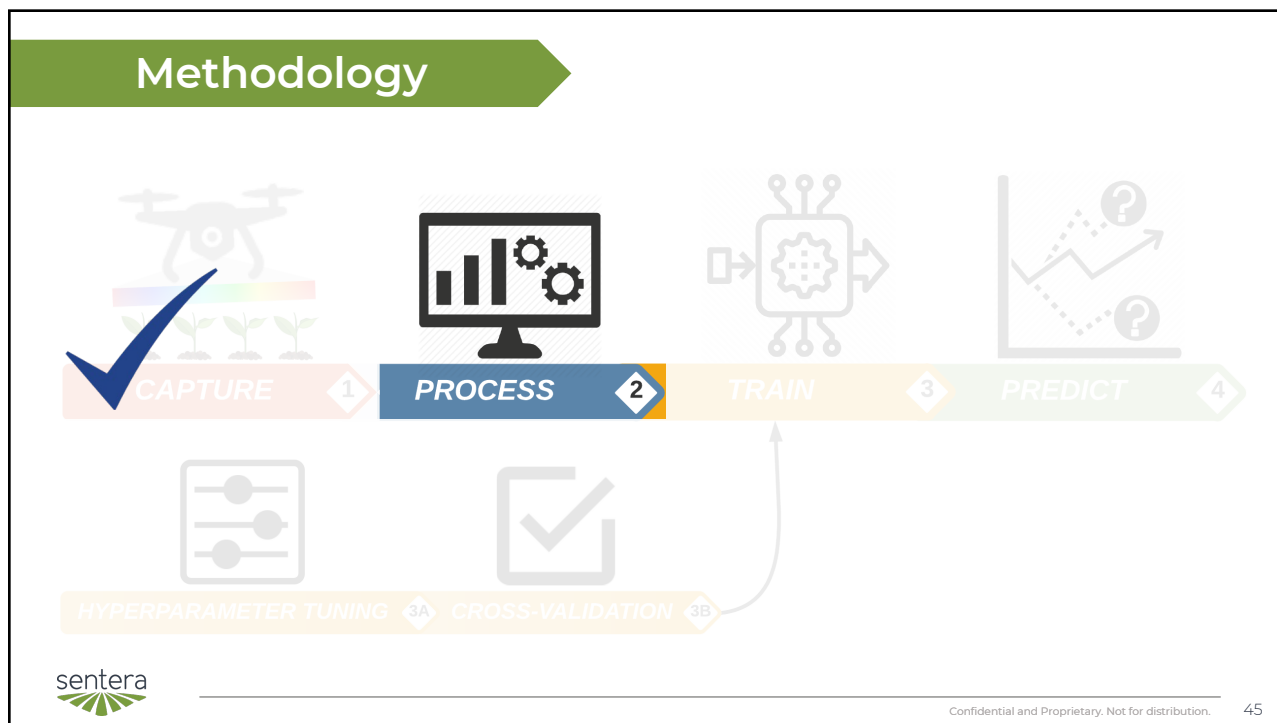 Methodology
? 
?
CAPTURE 1 PROCESS 2 TRAIN 3 PREDICT 4
HYPERPARAMETER TUNING 3A CROSS-VALIDATION 3B
sentera
Confidential and Proprietary. Not for distribution. 45